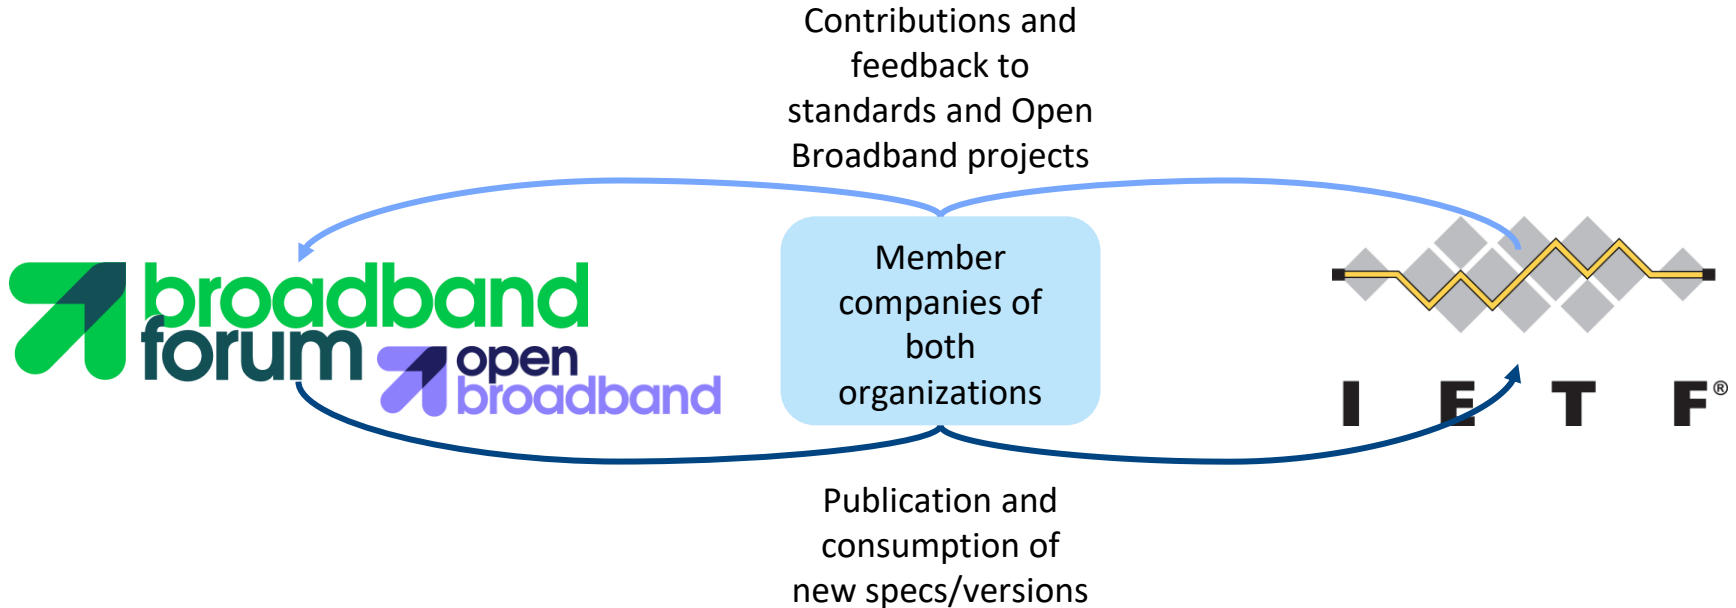 Contributions and
feedback to
standards and Open
Broadband projects
broadband
forum
open
broadband
Member
companies of
both
organizations
I E T F®
Publication and
consumption of
new specs/versions